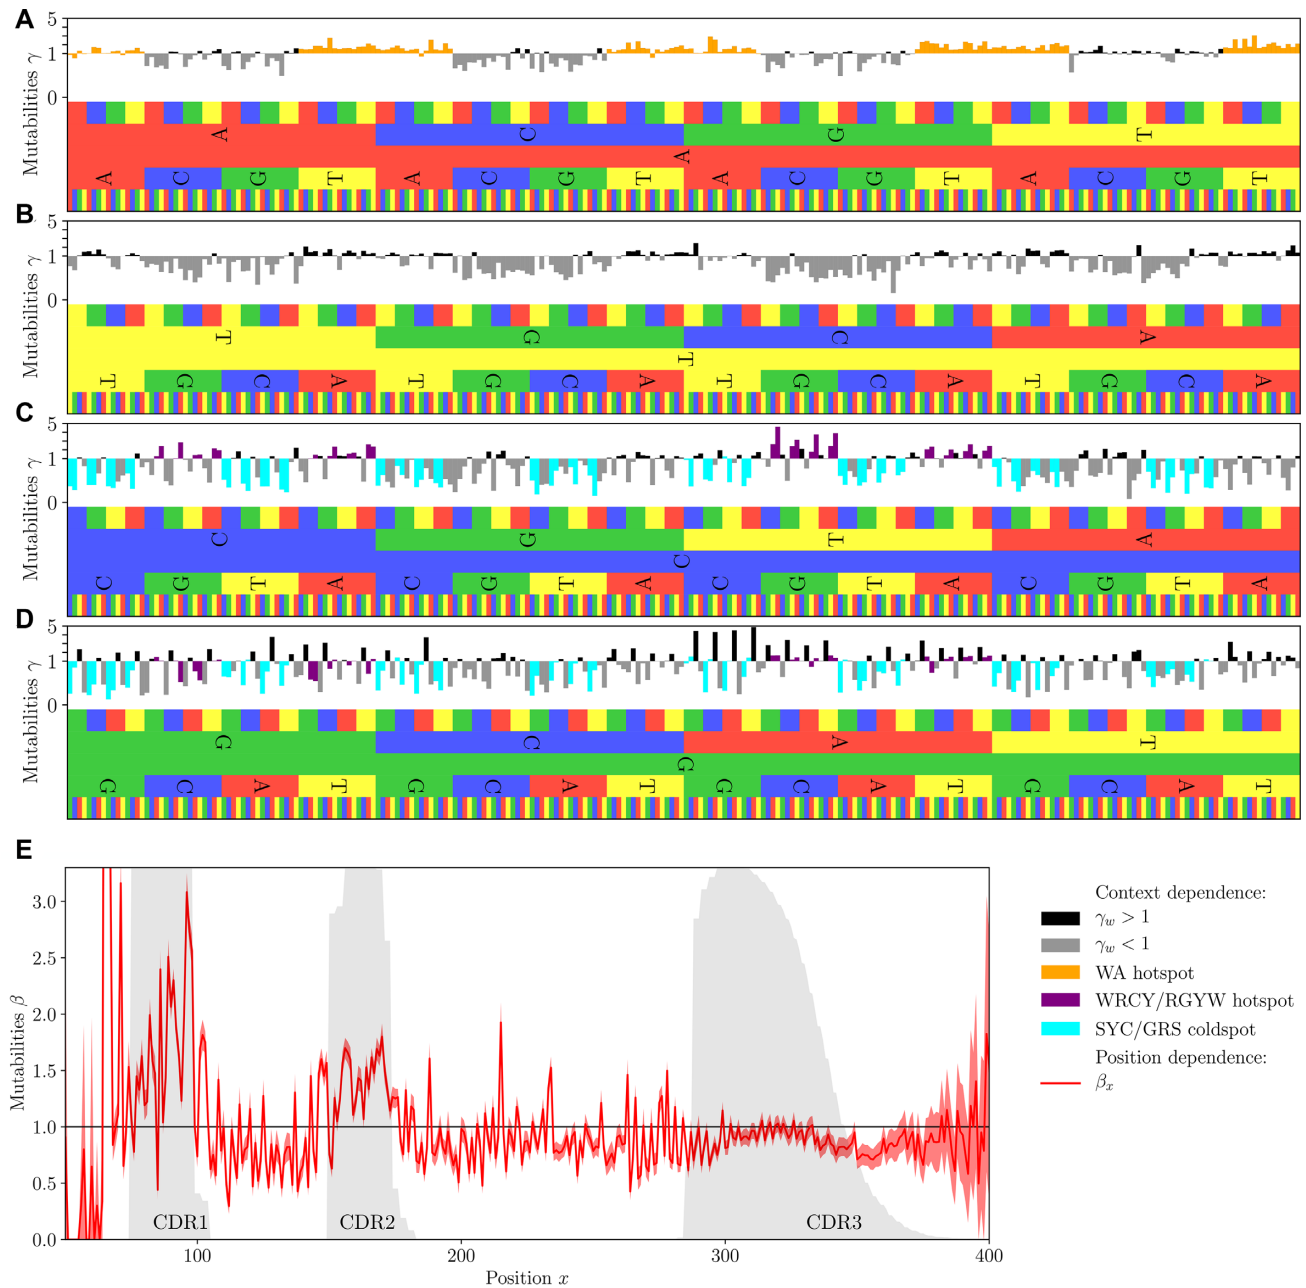 A
5
1
0
Mutabilities γ
A C G T
A
A C G T A C G T A C G T A C G T
B
5
1
0
Mutabilities γ
T G C A
T
T G C A T G C A T G C A T G C A
C
5
1
0
Mutabilities γ
C G T A
C
C G T A C G T A C G T A C G T A
D
5
1
0
Mutabilities γ
G C A T
G
G C A T G C A T G C A T G C A T
E
3.0
2.5
2.0
1.5
1.0
0.5
0.0
Mutabilities β
CDR1 CDR2 CDR3
100 200 300 400
Position x
Context dependence:
γw > 1
γw < 1
WA hotspot
WRCY/RGYW hotspot
SYC/GRS coldspot
Position dependence:
βx